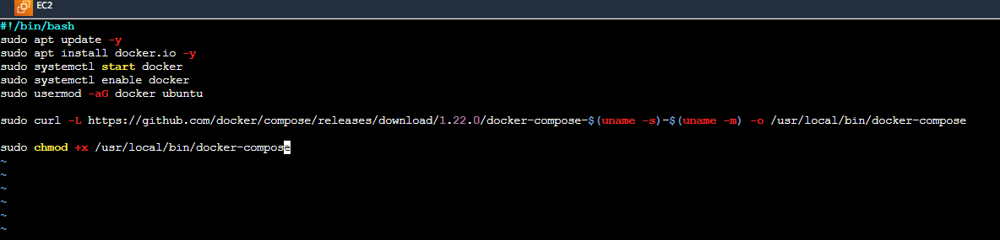 EC2
#!/bin/bash
sudo apt update -y
sudo apt install docker.io -y
sudo systemctl start docker
sudo systemctl enable docker
sudo usermod -aG docker ubuntu
sudo curl -L https://github.com/docker/compose/releases/download/1.22.0/docker-compose-$(uname -s)-$(uname -m) -o /usr/local/bin/docker-compose
sudo chmod +x /usr/local/bin/docker-compose
~
~
~
~
~
~